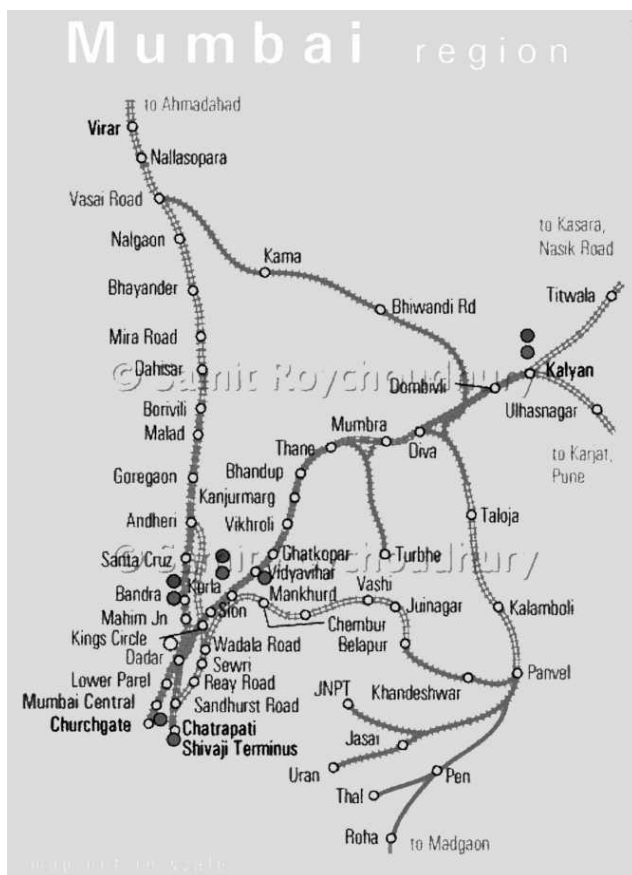 Mumbai region
to Ahmadabad
Virar
Nallasopara
Vasai Road
Nalgaon
to Kasara,
Nasik Road
Kama
Titwala
Bhayander
Bhiwandi Rd
Mira Road
Dahisar
© Samit Roychoudhury
Kalyan
Dombivli
Borivili
Ulhasnagar
Malad
Mumbra
Thane
Diva
to Karjat,
Pune
Goregaon
Bhandup
Kanjurmarg
Andheri
Vikhroli
Taloja
Santa Cruz
© Samit Roychoudhury
Ghatkopar
Turbhe
Vidyavihar
Bandra
Kurla
Mankhurd
Vashi
Sion
Juinagar
Kalamboli
Mahim Jn
Chembur
Kings Circle
Wadala Road
Belapur
Dadar
Sewri
Lower Parel
Reay Road
Khandeshwar
Panvel
JNPT
Mumbai Central
Sandhurst Road
Churchgate
Chatrapati
Shivaji Terminus
Jasai
Uran
Pen
Thal
Roha
to Madgaon
map not to scale